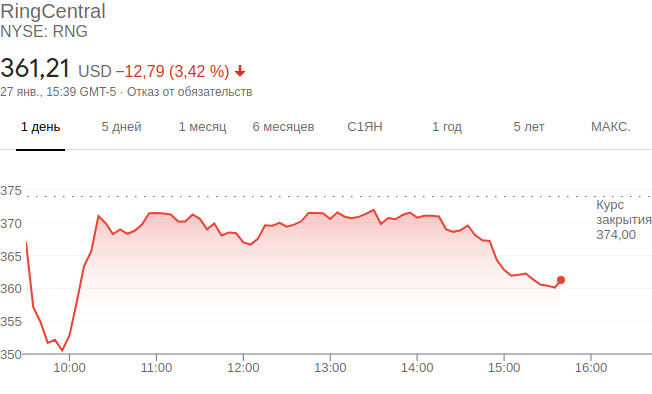 RingCentral
NYSE: RNG
361,21 USD −12,79 (3,42 %)
27 янв., 15:39 GMT-5 · Отказ от обязательств
1 день 5 дней 1 месяц 6 месяцев С1ЯН 1 год 5 лет МАКС.
375
Курс
370 закрытия
374,00
365
360
355
350
10:00 11:00 12:00 13:00 14:00 15:00 16:00